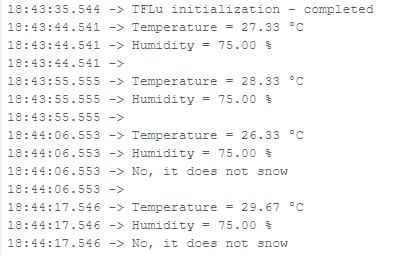 18:43:35.544 -> TFLu initialization - completed
18:43:44.541 -> Temperature = 27.33 °C
18:43:44.541 -> Humidity = 75.00 %
18:43:44.541 ->
18:43:55.555 -> Temperature = 28.33 °C
18:43:55.555 -> Humidity = 75.00 %
18:43:55.555 ->
18:44:06.553 -> Temperature = 26.33 °C
18:44:06.553 -> Humidity = 75.00 %
18:44:06.553 -> No, it does not snow
18:44:06.553 ->
18:44:17.546 -> Temperature = 29.67 °C
18:44:17.546 -> Humidity = 75.00 %
18:44:17.546 -> No, it does not snow